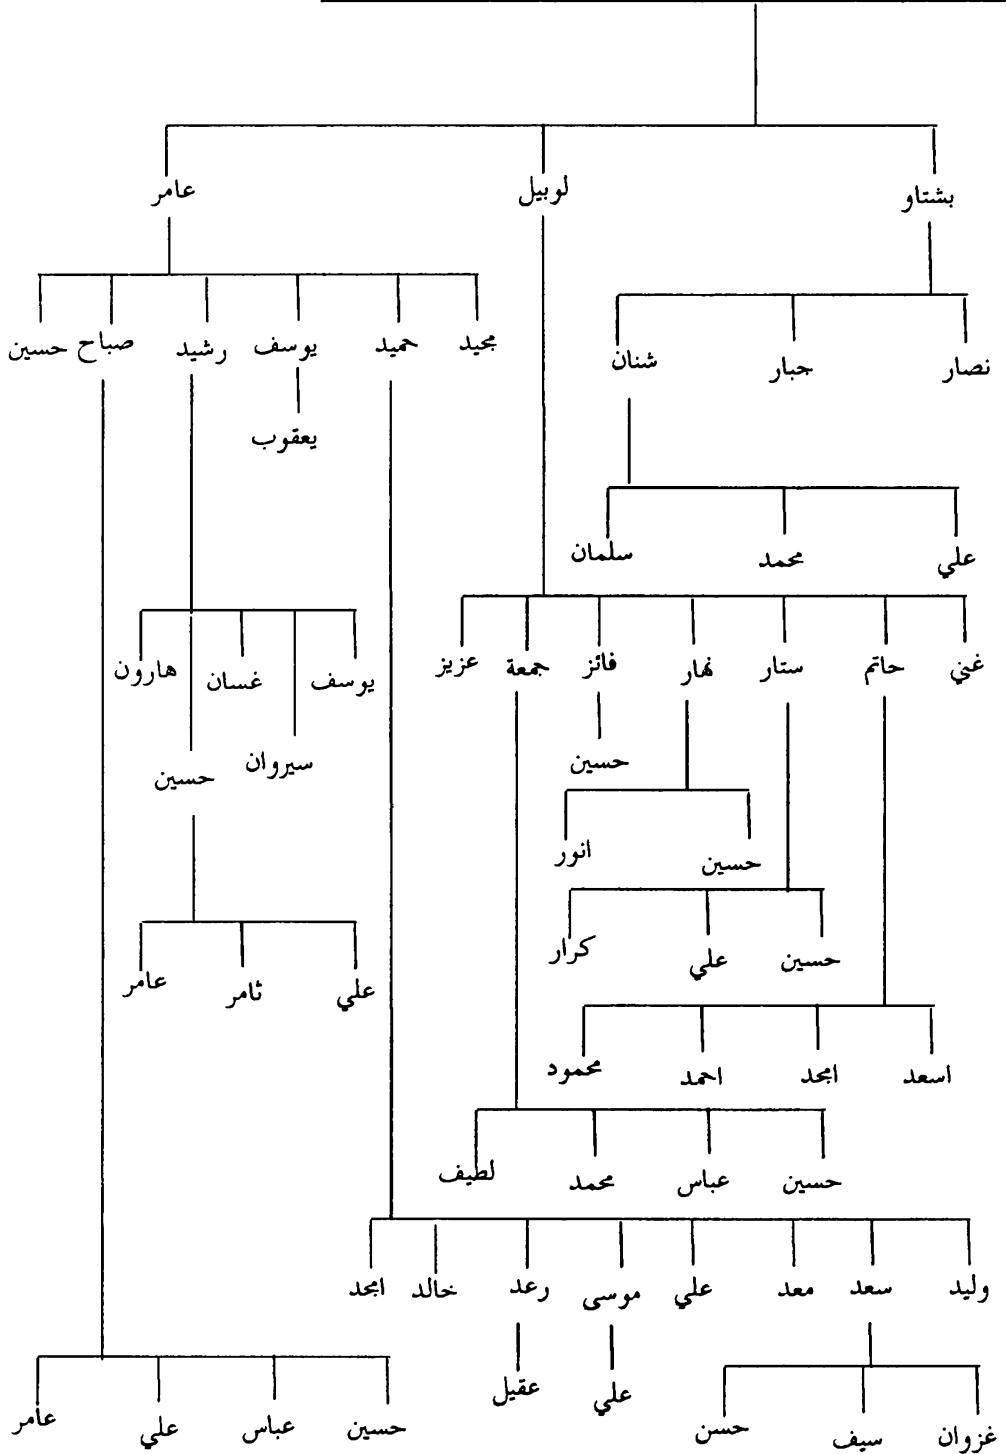 بشتاو لوبيل عامر
مجيد حميد يوسف رشيد صباح حسين
نصار جبار شنان
يعقوب
علي محمد سلمان
غني حاتم ستار نهار فائز جمعة عزيز
يوسف غسان هارون
حسين
سيروان حسين
حسين انور
حسين علي كرار
علي ثامر عامر
اسعد امجد احمد محمود
حسين عباس محمد لطيف
وليد سعد معد علي موسى رعد خالد امجد
علي عقيل
غزوان سيف حسن
حسين عباس علي عامر